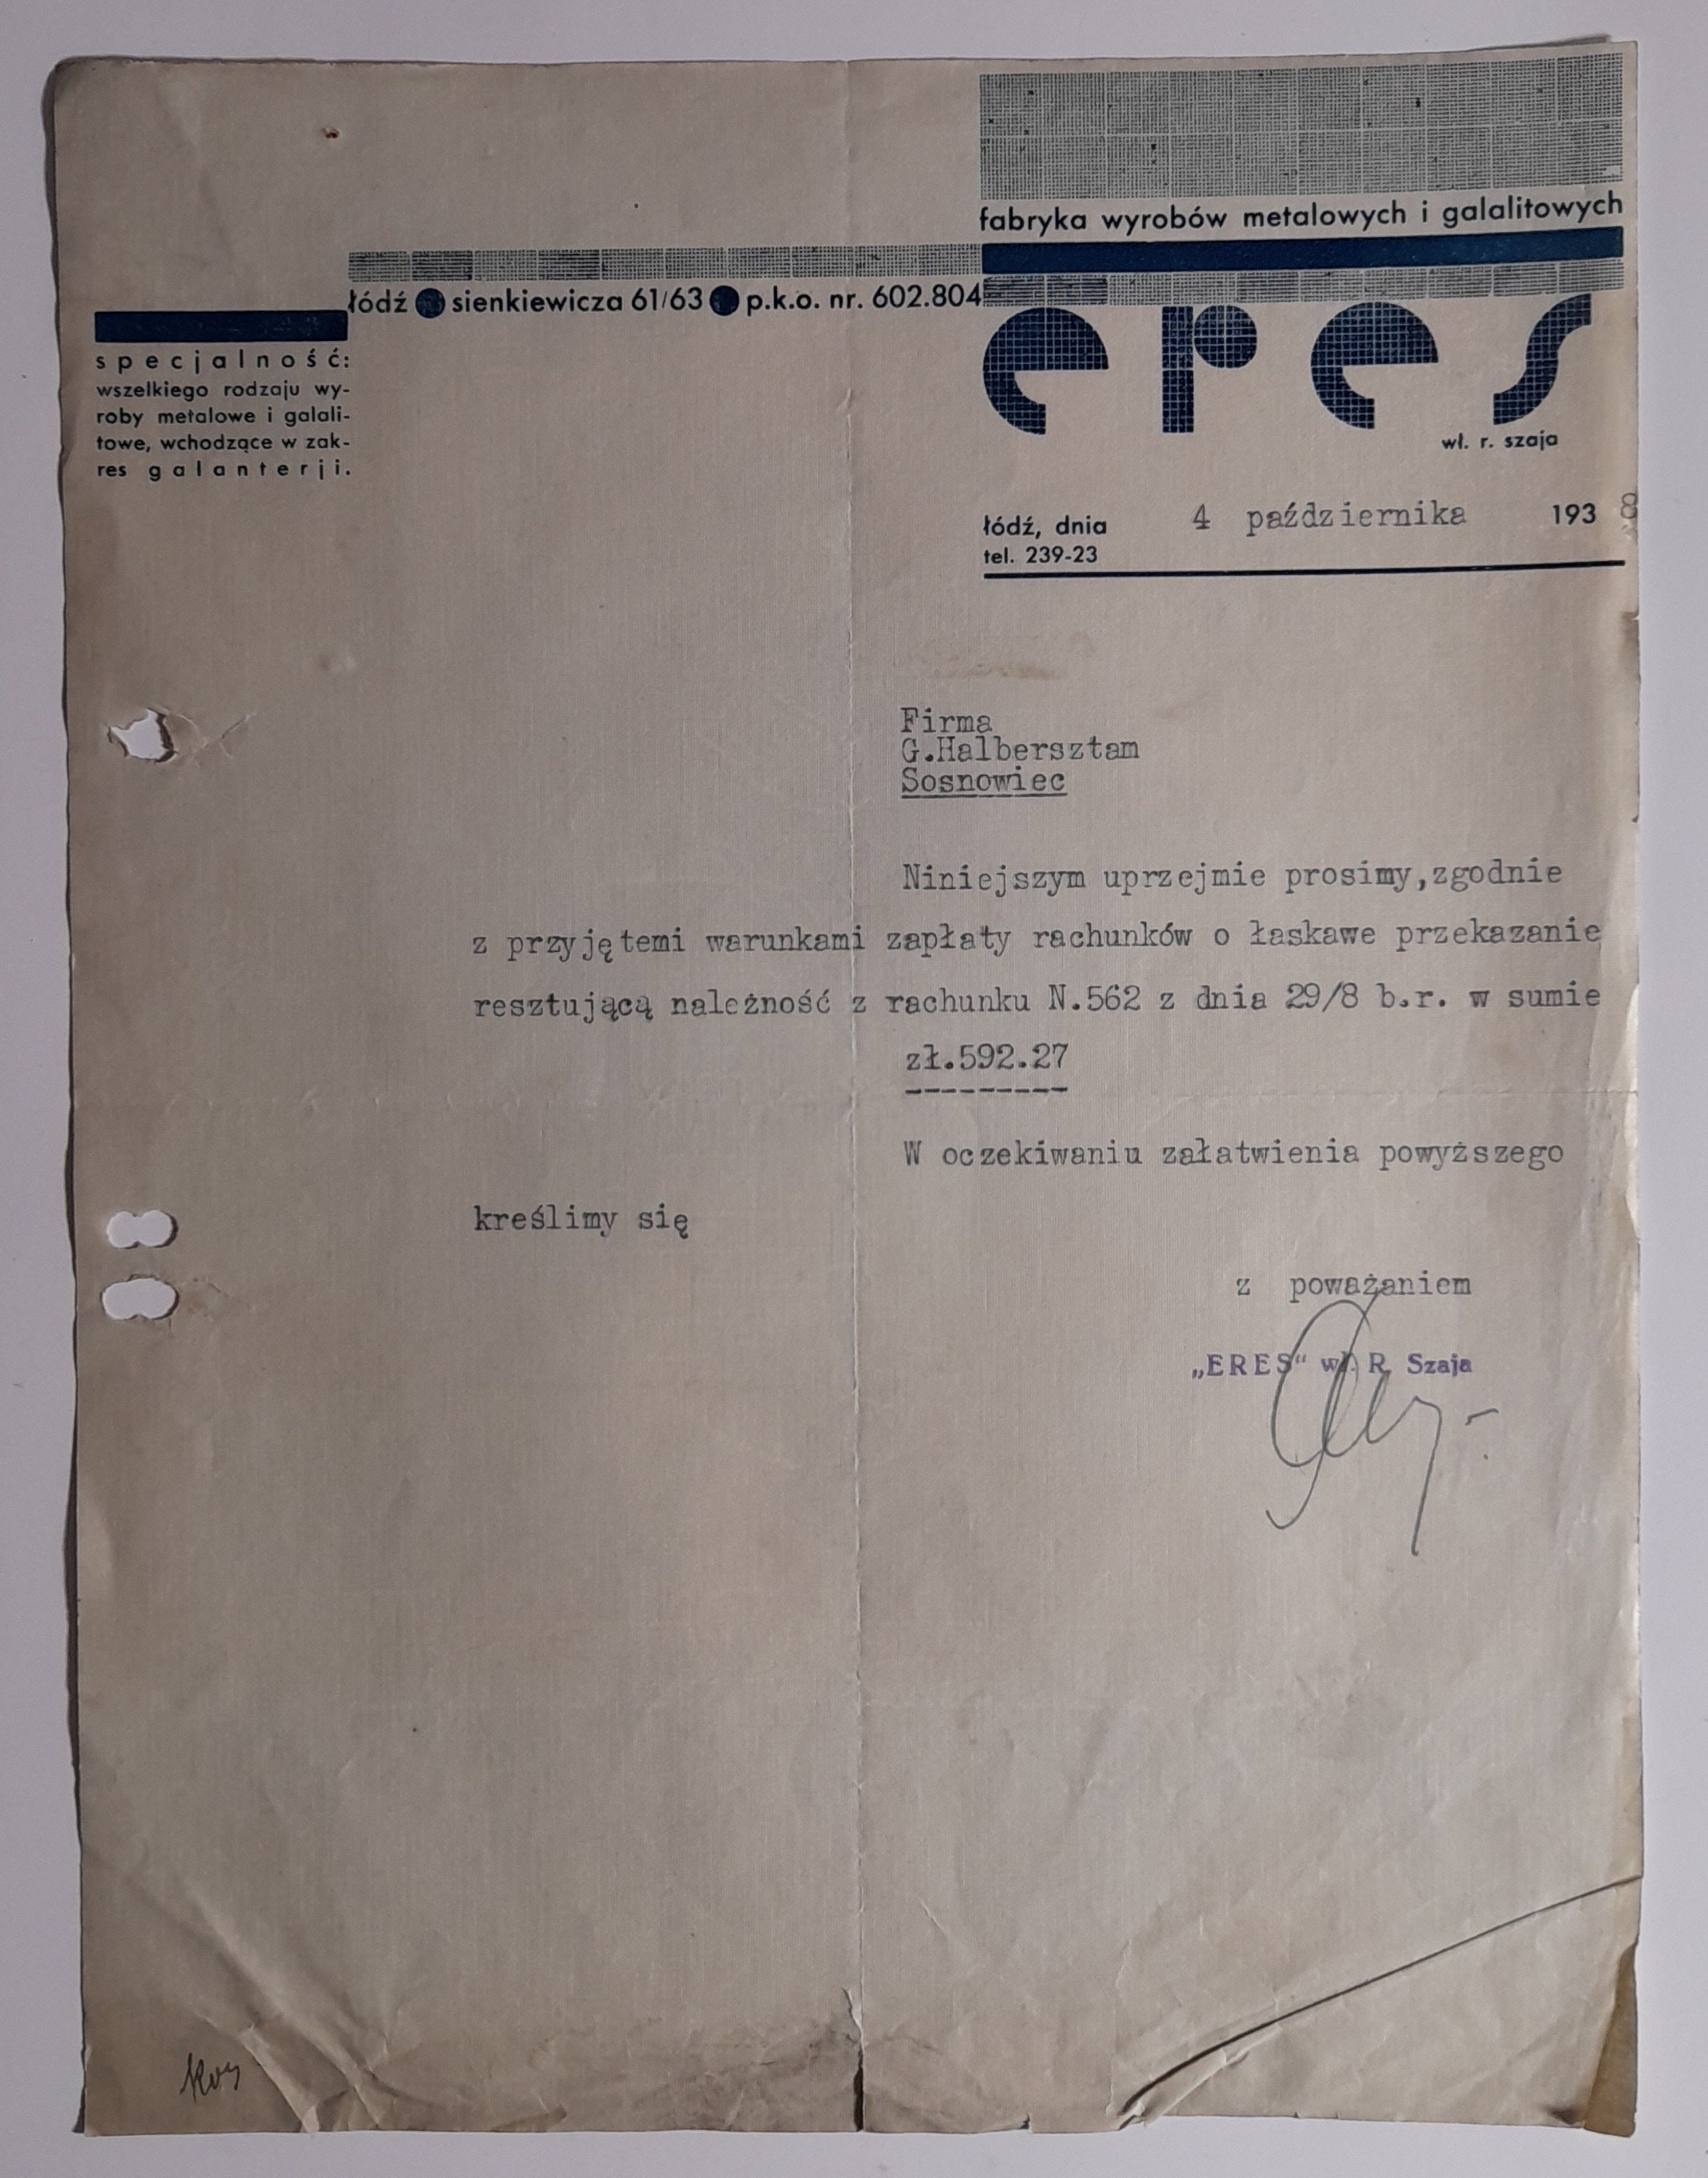 fabryka wyrobów metalowych i galalitowych
łódź sienkiewicza 61/63 p.k.o. nr. 602.804
eres
wł. r. szaja
specjalność:
wszelkiego rodzaju wy-
roby metalowe i galali-
towe, wchodzące w zak-
res galanterji.
łódź, dnia 4 października 1938
tel. 239-23
Firma
G.Halbersztam
Sosnowiec
Niniejszym uprzejmie prosimy,zgodnie
z przyjętemi warunkami zapłaty rachunków o łaskawe przekazanie
resztującą należność z rachunku N.562 z dnia 29/8 b.r. w sumie
zł.592.27
W oczekiwaniu załatwienia powyższego
kreślimy się
z poważaniem
„ERES" wł. R. Szaja